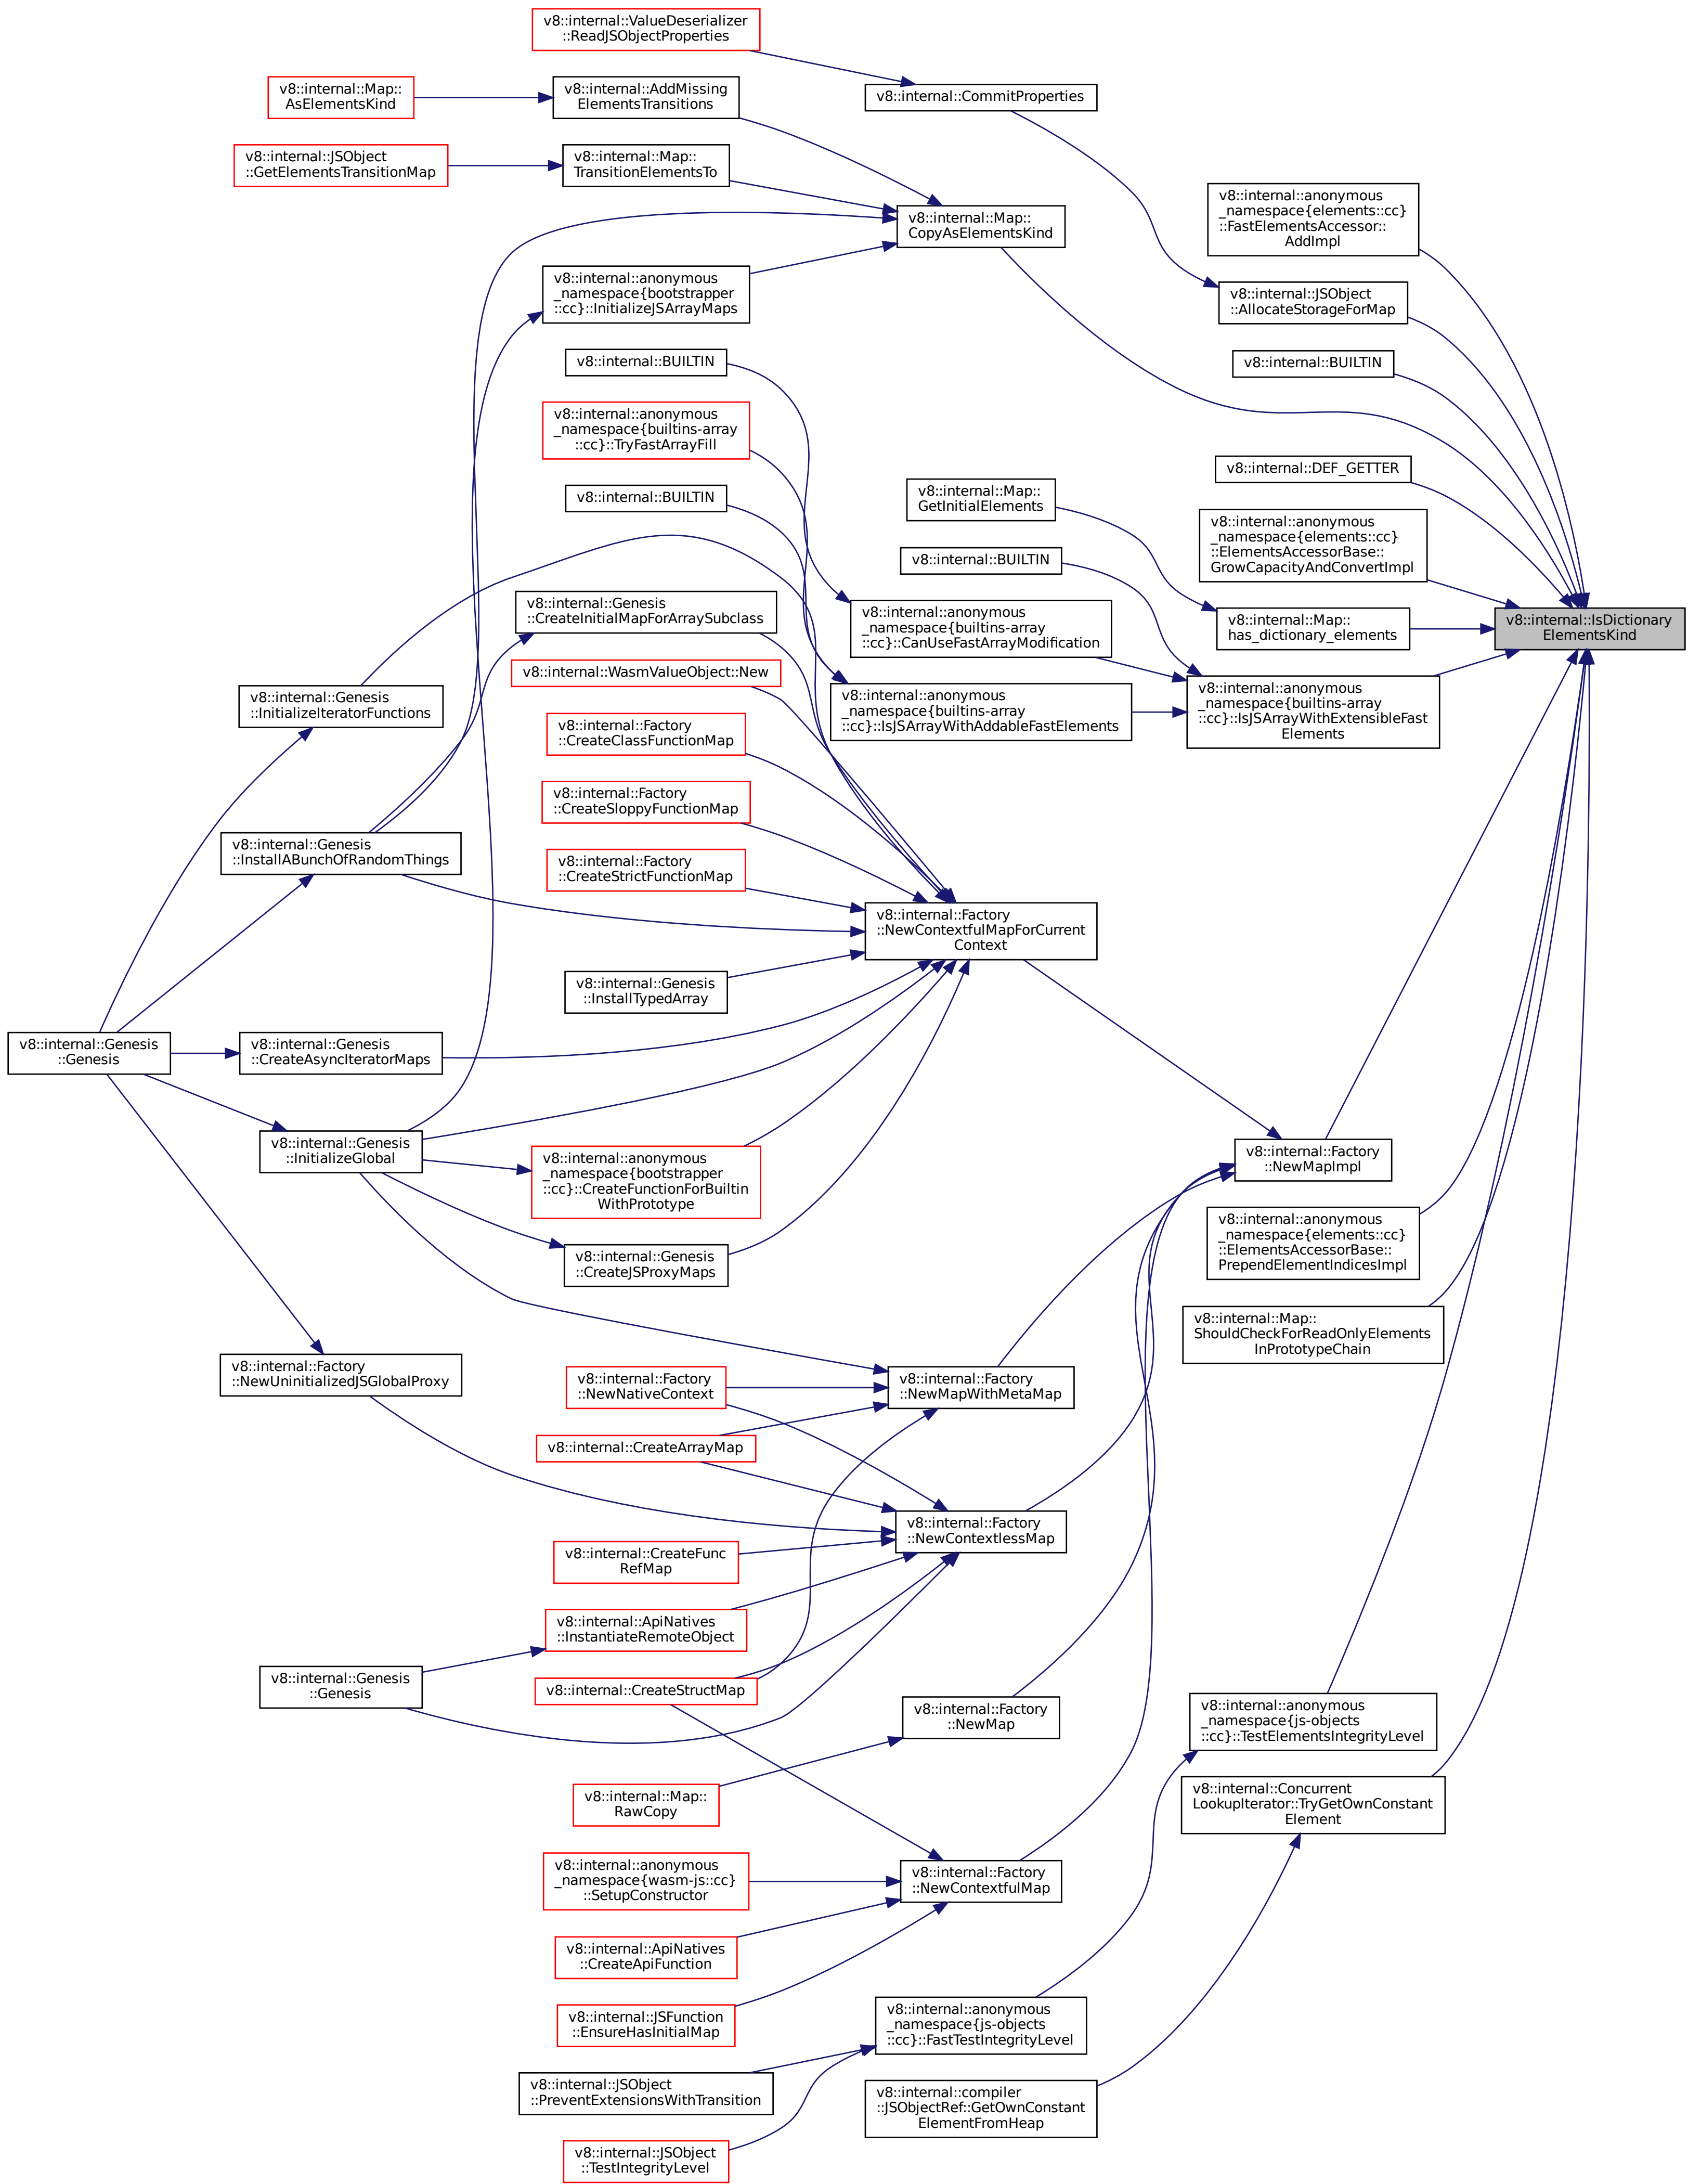 v8::internal::ValueDeserializer
::ReadJSObjectProperties
v8::internal::Map::
AsElementsKind
v8::internal::AddMissing
ElementsTransitions
v8::internal::CommitProperties
v8::internal::JSObject
::GetElementsTransitionMap
v8::internal::Map::
TransitionElementsTo
v8::internal::Map::
CopyAsElementsKind
v8::internal::anonymous
_namespace{elements::cc}
::FastElementsAccessor::
AddImpl
v8::internal::anonymous
_namespace{bootstrapper
::cc}::InitializeJSArrayMaps
v8::internal::JSObject
::AllocateStorageForMap
v8::internal::BUILTIN
v8::internal::BUILTIN
v8::internal::anonymous
_namespace{builtins-array
::cc}::TryFastArrayFill
v8::internal::DEF_GETTER
v8::internal::BUILTIN
v8::internal::Map::
GetInitialElements
v8::internal::anonymous
_namespace{elements::cc}
::ElementsAccessorBase::
GrowCapacityAndConvertImpl
v8::internal::BUILTIN
v8::internal::Genesis
::CreateInitialMapForArraySubclass
v8::internal::anonymous
_namespace{builtins-array
::cc}::CanUseFastArrayModification
v8::internal::Map::
has_dictionary_elements
v8::internal::IsDictionary
ElementsKind
v8::internal::WasmValueObject::New
v8::internal::Genesis
::InitializeIteratorFunctions
v8::internal::anonymous
_namespace{builtins-array
::cc}::IsJSArrayWithAddableFastElements
v8::internal::anonymous
_namespace{builtins-array
::cc}::IsJSArrayWithExtensibleFast
Elements
v8::internal::Factory
::CreateClassFunctionMap
v8::internal::Factory
::CreateSloppyFunctionMap
v8::internal::Genesis
::InstallABunchOfRandomThings
v8::internal::Factory
::CreateStrictFunctionMap
v8::internal::Factory
::NewContextfulMapForCurrent
Context
v8::internal::Genesis
::InstallTypedArray
v8::internal::Genesis
::Genesis
v8::internal::Genesis
::CreateAsyncIteratorMaps
v8::internal::Genesis
::InitializeGlobal
v8::internal::anonymous
_namespace{bootstrapper
::cc}::CreateFunctionForBuiltin
WithPrototype
v8::internal::Factory
::NewMapImpl
v8::internal::anonymous
_namespace{elements::cc}
::ElementsAccessorBase::
PrependElementIndicesImpl
v8::internal::Genesis
::CreateJSProxyMaps
v8::internal::Map::
ShouldCheckForReadOnlyElements
InPrototypeChain
v8::internal::Factory
::NewUninitializedJSGlobalProxy
v8::internal::Factory
::NewNativeContext
v8::internal::Factory
::NewMapWithMetaMap
v8::internal::CreateArrayMap
v8::internal::Factory
::NewContextlessMap
v8::internal::CreateFunc
RefMap
v8::internal::ApiNatives
::InstantiateRemoteObject
v8::internal::Genesis
::Genesis
v8::internal::CreateStructMap
v8::internal::Factory
::NewMap
v8::internal::anonymous
_namespace{js-objects
::cc}::TestElementsIntegrityLevel
v8::internal::Map::
RawCopy
v8::internal::Concurrent
LookupIterator::TryGetOwnConstant
Element
v8::internal::anonymous
_namespace{wasm-js::cc}
::SetupConstructor
v8::internal::Factory
::NewContextfulMap
v8::internal::ApiNatives
::CreateApiFunction
v8::internal::JSFunction
::EnsureHasInitialMap
v8::internal::anonymous
_namespace{js-objects
::cc}::FastTestIntegrityLevel
v8::internal::JSObject
::PreventExtensionsWithTransition
v8::internal::compiler
::JSObjectRef::GetOwnConstant
ElementFromHeap
v8::internal::JSObject
::TestIntegrityLevel